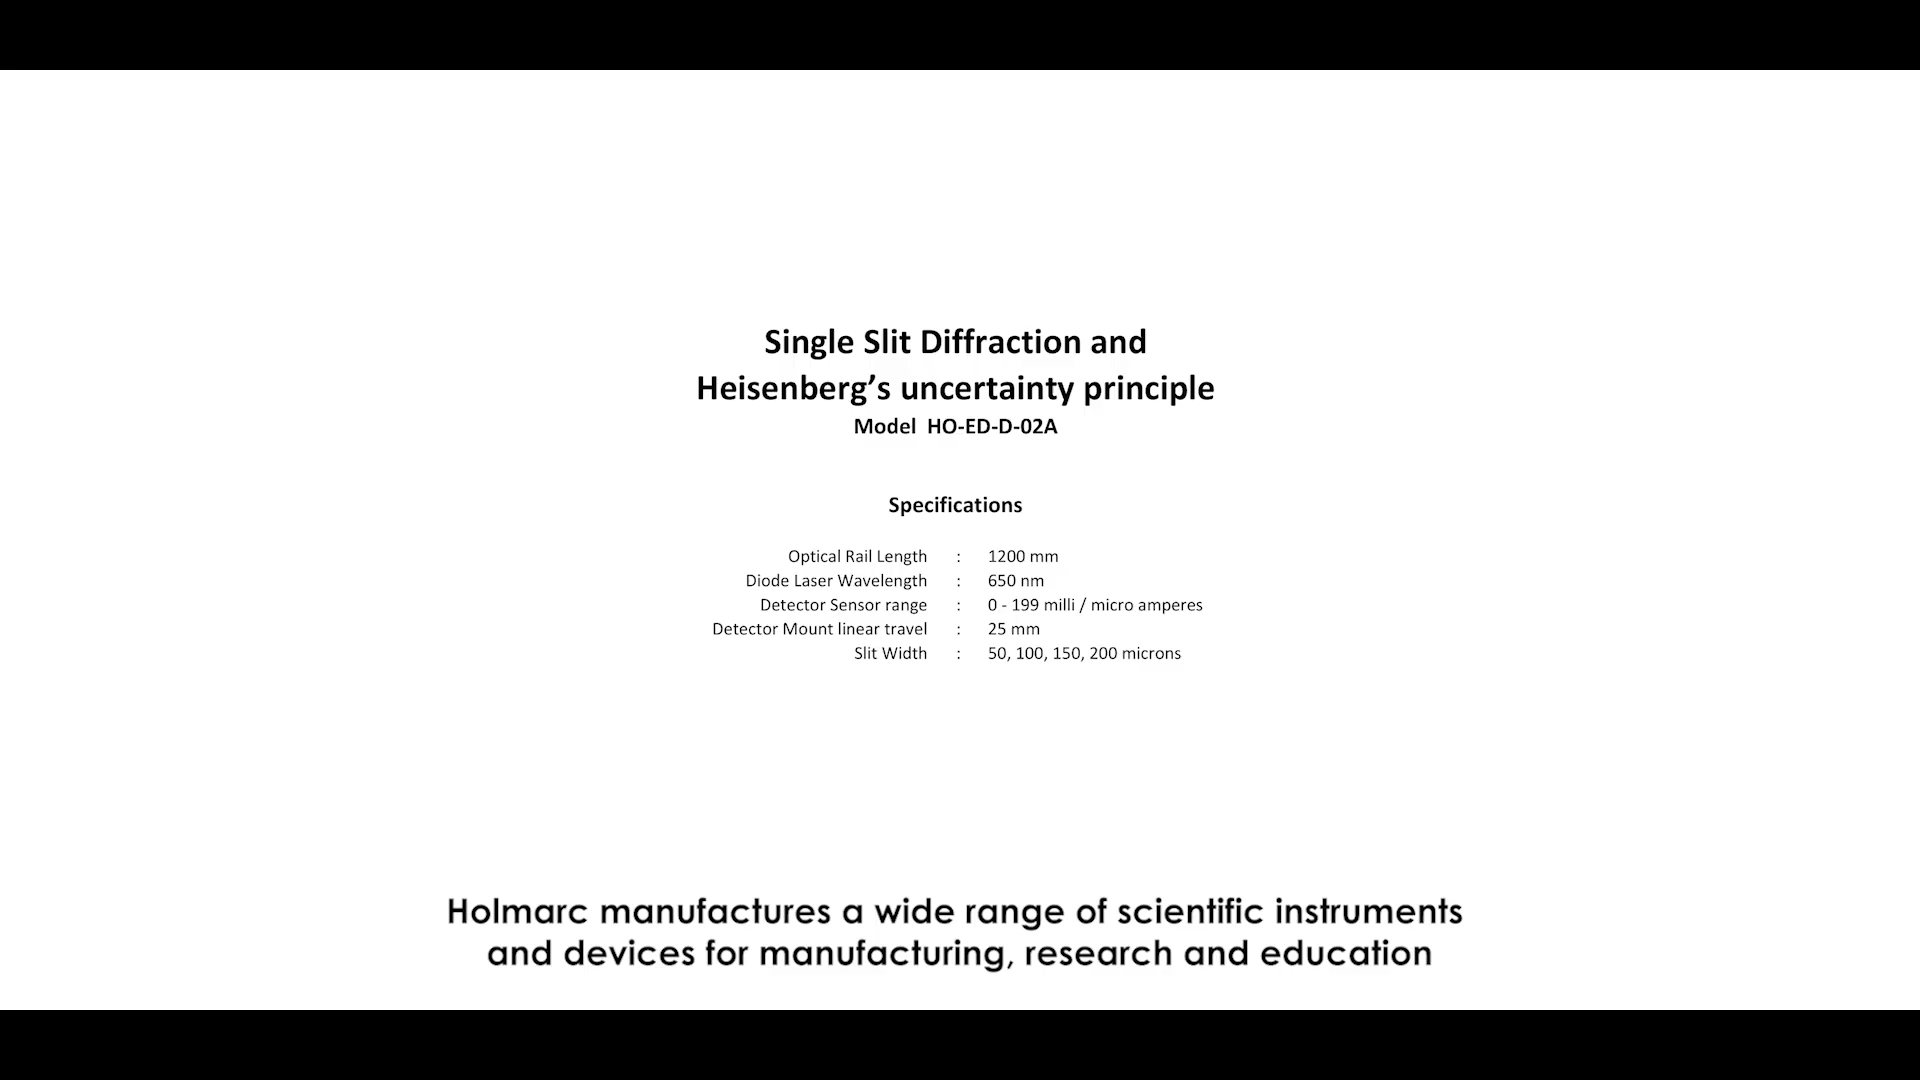 Single Slit Diffraction and
Heisenberg’s uncertainty principle
Model HO-ED-D-02A
Specifications
Optical Rail Length : 1200 mm
Diode Laser Wavelength : 650 nm
Detector Sensor range : 0 - 199 milli / micro amperes
Detector Mount linear travel : 25 mm
Slit Width : 50, 100, 150, 200 microns
Holmarc manufactures a wide range of scientific instruments
and devices for manufacturing, research and education